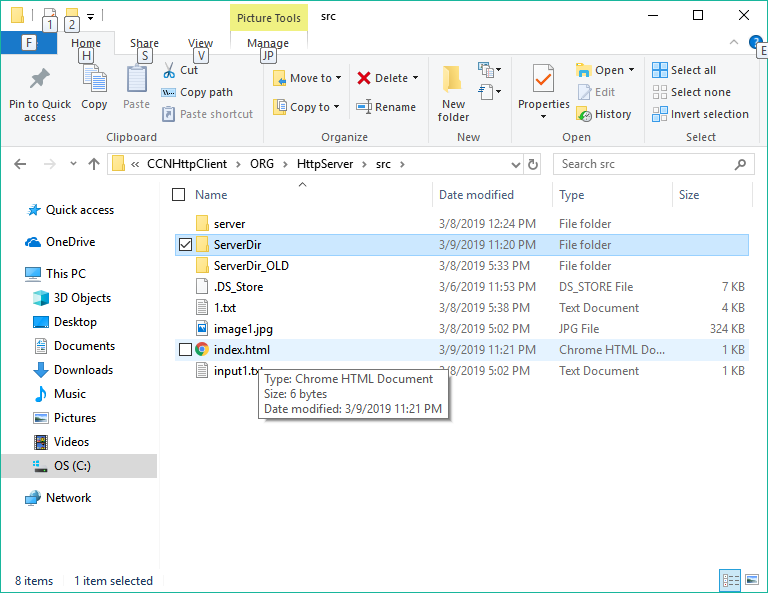 Picture Tools src
1 2
F Home Share View Manage
H S V JP E
Pin to Quick access
Copy
Paste
Cut
Copy path
Paste shortcut
Clipboard
Move to
Copy to
Delete
Rename
Organize
New folder
New
Properties
Open
Edit
History
Open
Select all
Select none
Invert selection
Select
« CCNHttpClient > ORG > HttpServer > src >
Search src
Name Date modified Type Size
Quick access
OneDrive
This PC
3D Objects
Desktop
Documents
Downloads
Music
Pictures
Videos
OS (C:)
Network
server 3/8/2019 12:24 PM File folder
ServerDir 3/9/2019 11:20 PM File folder
ServerDir_OLD 3/8/2019 5:33 PM File folder
.DS_Store 3/6/2019 11:53 PM DS_STORE File 7 KB
1.txt 3/8/2019 5:38 PM Text Document 4 KB
image1.jpg 3/8/2019 5:02 PM JPG File 324 KB
index.html 3/9/2019 11:21 PM Chrome HTML Do... 1 KB
input1.txt 3/8/2019 5:02 PM Text Document 1 KB
Type: Chrome HTML Document
Size: 6 bytes
Date modified: 3/9/2019 11:21 PM
8 items 1 item selected